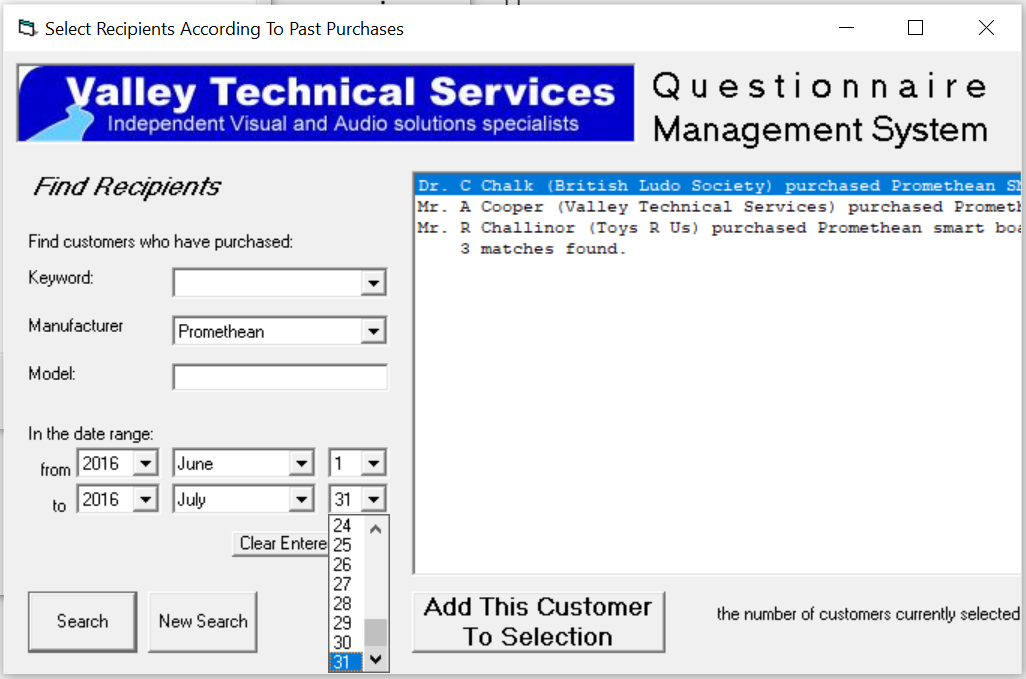 Select Recipients According To Past Purchases
Valley Technical Services
Independent Visual and Audio solutions specialists
Questionnaire
Management System
Find Recipients
Find customers who have purchased:
Keyword:
Manufacturer
Promethean
Model:
In the date range:
from
2016
June
1
to
2016
July
31
24
25
26
27
28
29
30
31
Clear Entere
Search
New Search
Dr. C Chalk (British Ludo Society) purchased Promethean
Mr. A Cooper (Valley Technical Services) purchased
Mr. R Challinor (Toys R Us) purchased Promethean smart
3 matches found.
Add This Customer
To Selection
the number of customers currently selected